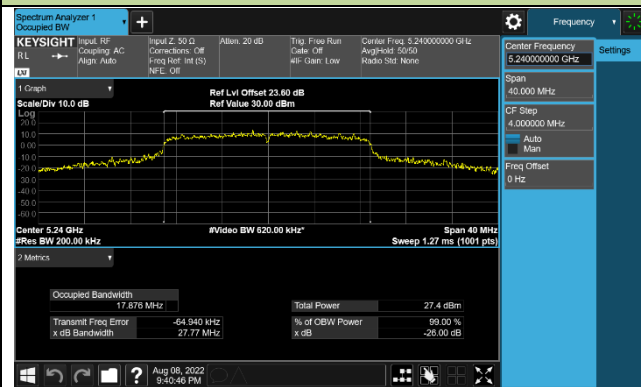 Spectrum Analyzer 1
Occupied BW
Frequency
KEYSIGHT
RL
LXI
Input: RF
Coupling: AC
Align: Auto
Input Z: 50 Ω
Corrections: Off
Freq Ref: Int (S)
NFE: Off
Atten: 20 dB
Trig: Free Run
Gate: Off
#IF Gain: Low
Center Freq: 5.240000000 GHz
Avg|Hold: 50/50
Radio Std: None
Center Frequency
5.240000000 GHz
Settings
Span
40.000 MHz
CF Step
4.000000 MHz
Auto
Man
Freq Offset
0 Hz
1 Graph
Scale/Div 10.0 dB
Ref Lvl Offset 23.60 dB
Ref Value 30.00 dBm
Log
20.0
10.0
0.00
-10.0
-20.0
-30.0
-40.0
-50.0
-60.0
Center 5.24 GHz
#Video BW 620.00 kHz*
Span 40 MHz
#Res BW 200.00 kHz
Sweep 1.27 ms (1001 pts)
2 Metrics
Occupied Bandwidth
17.876 MHz
Total Power 27.4 dBm
Transmit Freq Error -64.940 kHz
% of OBW Power 99.00 %
x dB Bandwidth 27.77 MHz
x dB -26.00 dB
?
Aug 08, 2022
9:40:46 PM